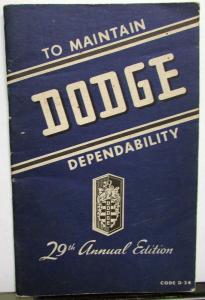 TO MAINTAIN
DODGE
DEPENDABILITY
29th Annual Edition
CODE D-24